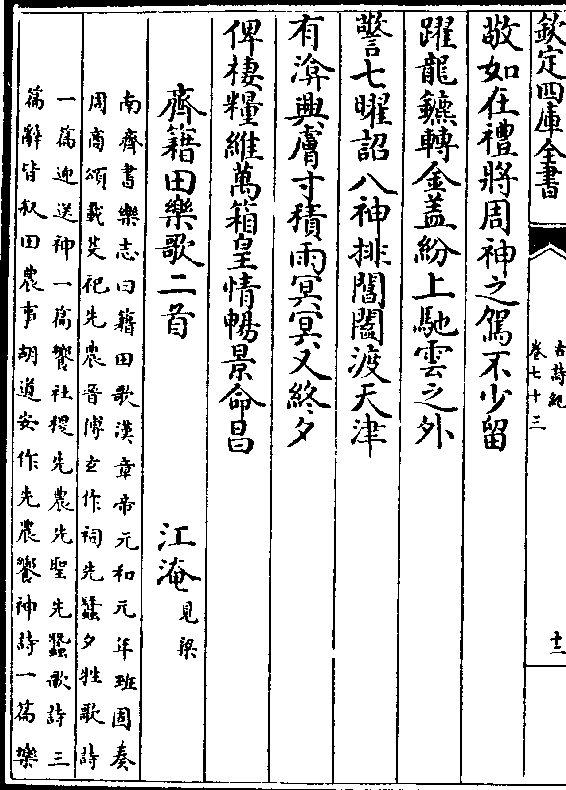 欽定四庫全書
古詩紀
卷七十三
十二
敬如在禮將周神之駕不少留
躍龍鑣轉金蓋紛上馳雲之外
警七曜詔八神排閶闔渡天津
有渰興膚寸積雨冥冥又終夕
俾棲糧維萬箱皇情暢景命昌
齊籍田樂歌二首 江淹見梁
南齊書樂志曰籍田歌漢章帝元和元年班固奏
周商頌載芟祀先農晉傅玄作祠先蠶夕牲歌詩
一篇迎送神一篇饗社稷先農先聖先蠶歌詩三
篇辭皆叙田農事胡道安作先農饗神詩一篇樂